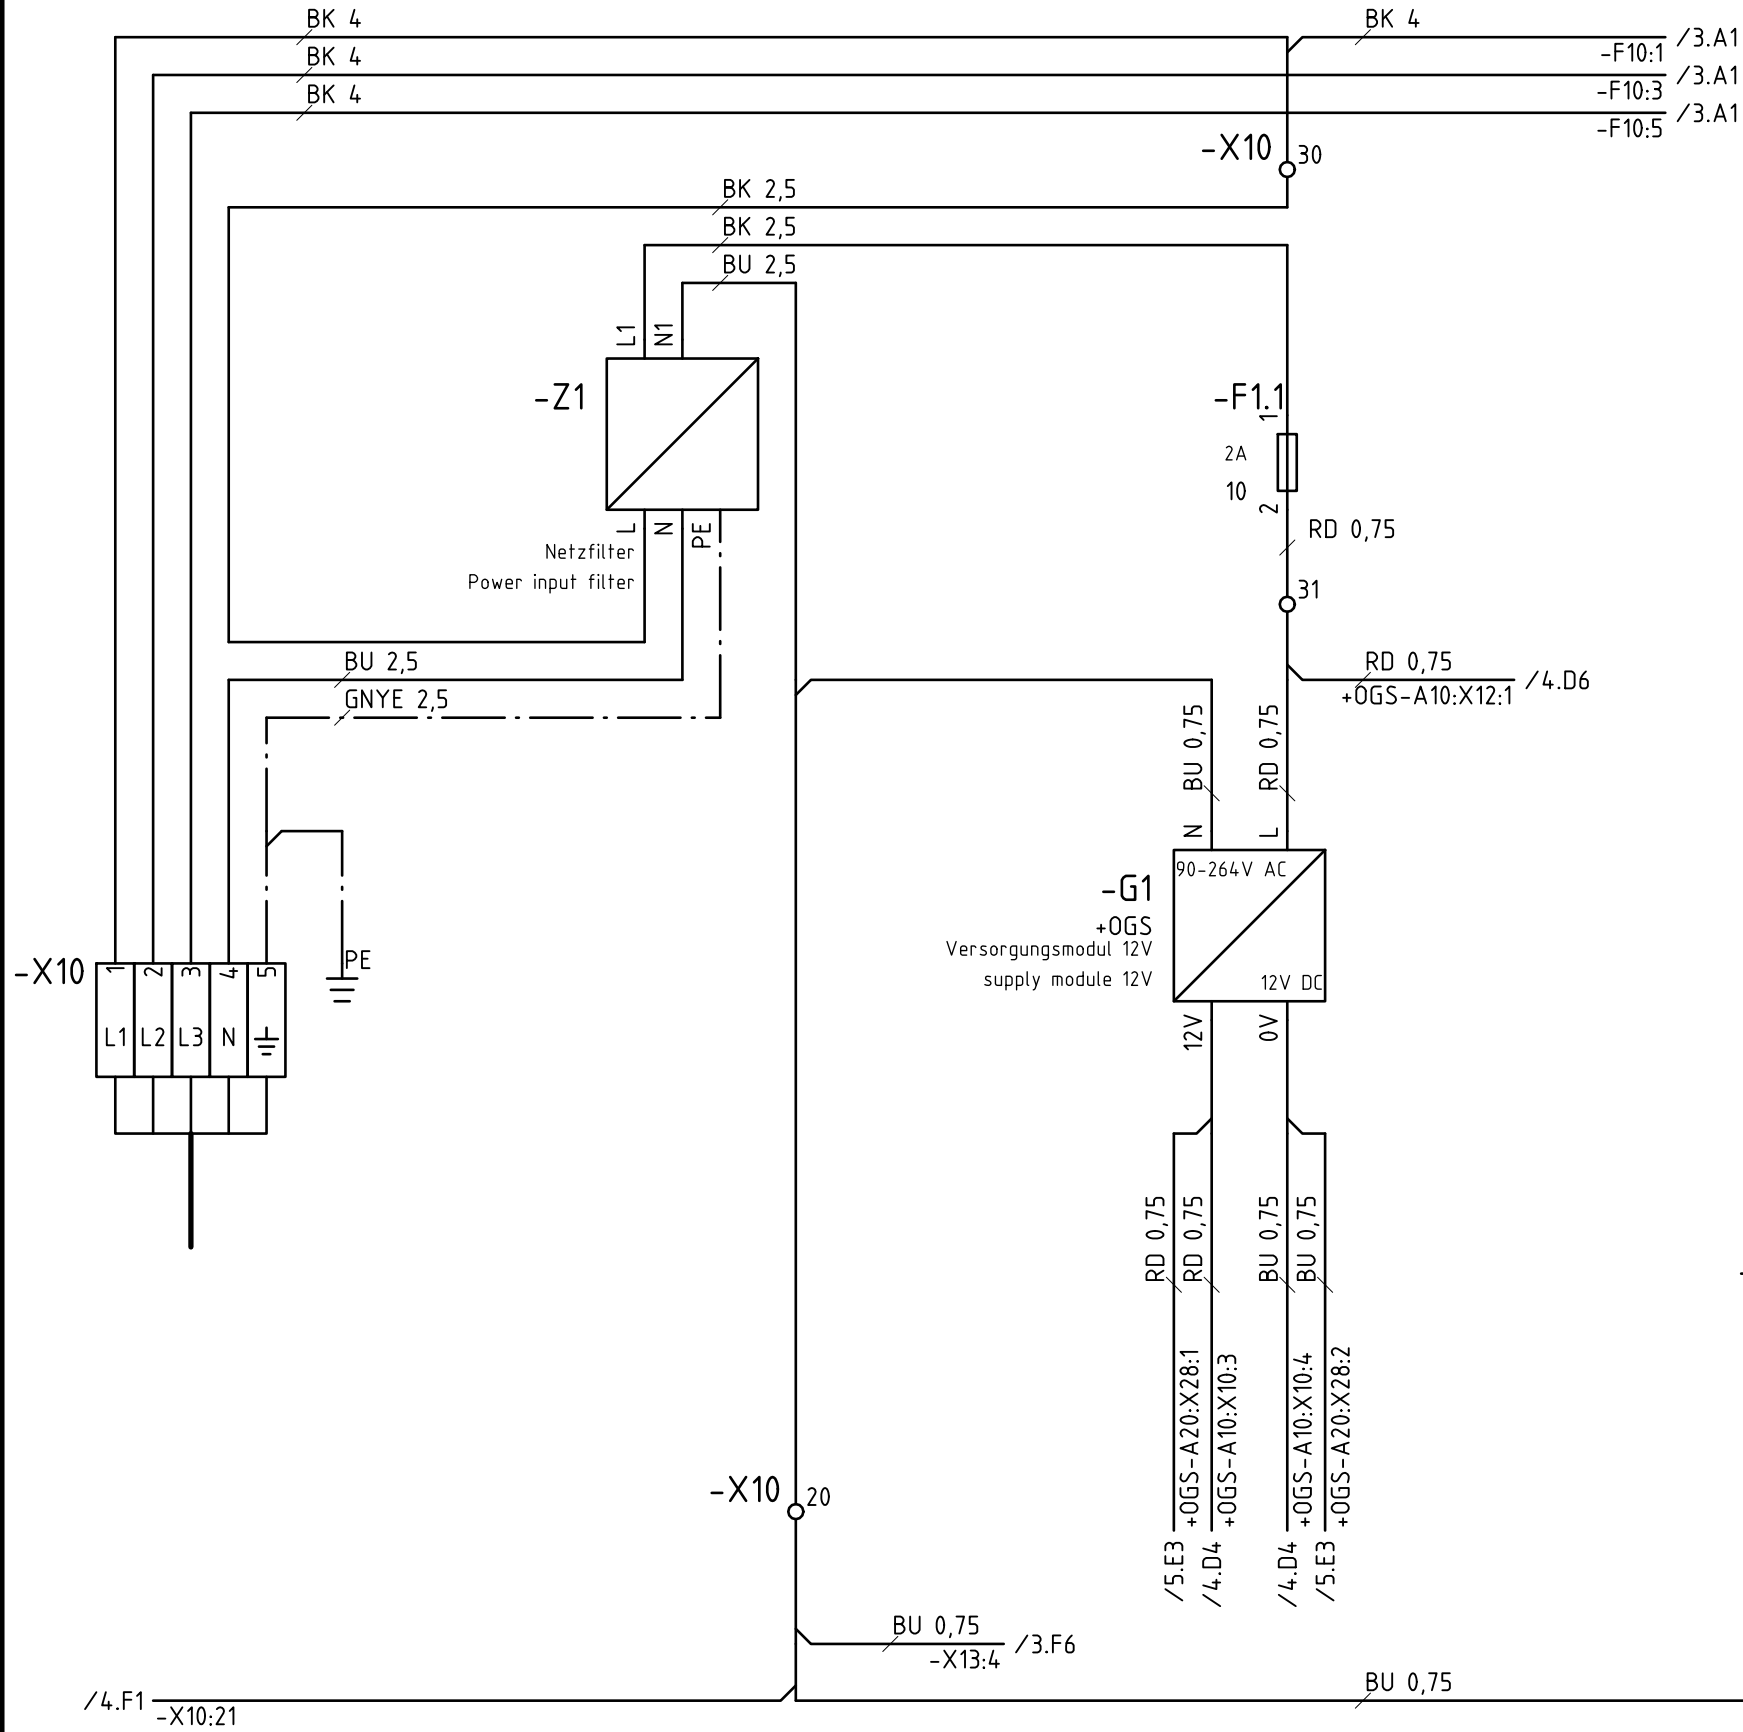 BK 4
BK 4
/3.A1
-F10:1
BK 4
/3.A1
-F10:3
BK 4
/3.A1
-F10:5
-X10
30
BK 2,5
BK 2,5
BU 2,5
L1
N1
-Z1
L
N
PE
Netzfilter
Power input filter
-F1.1
1
2A
10
2
RD 0,75
31
BU 2,5
GNYE 2,5
RD 0,75
/4.D6
+0GS-A10:X12:1
BU 0,75
RD 0,75
N
L
90-264V AC
-G1
+0GS
Versorgungsmodul 12V
supply module 12V
12V DC
12V
0V
PE
-X10
1
2
3
4
5
L1
L2
L3
N
RD 0,75
RD 0,75
BU 0,75
BU 0,75
+0GS-A20:X28:1
+0GS-A10:X10:3
+0GS-A10:X10:4
+0GS-A20:X28:2
/5.E3
/4.D4
/4.D4
/5.E3
-X10
20
BU 0,75
/3.F6
-X13:4
/4.F1
-X10:21
BU 0,75